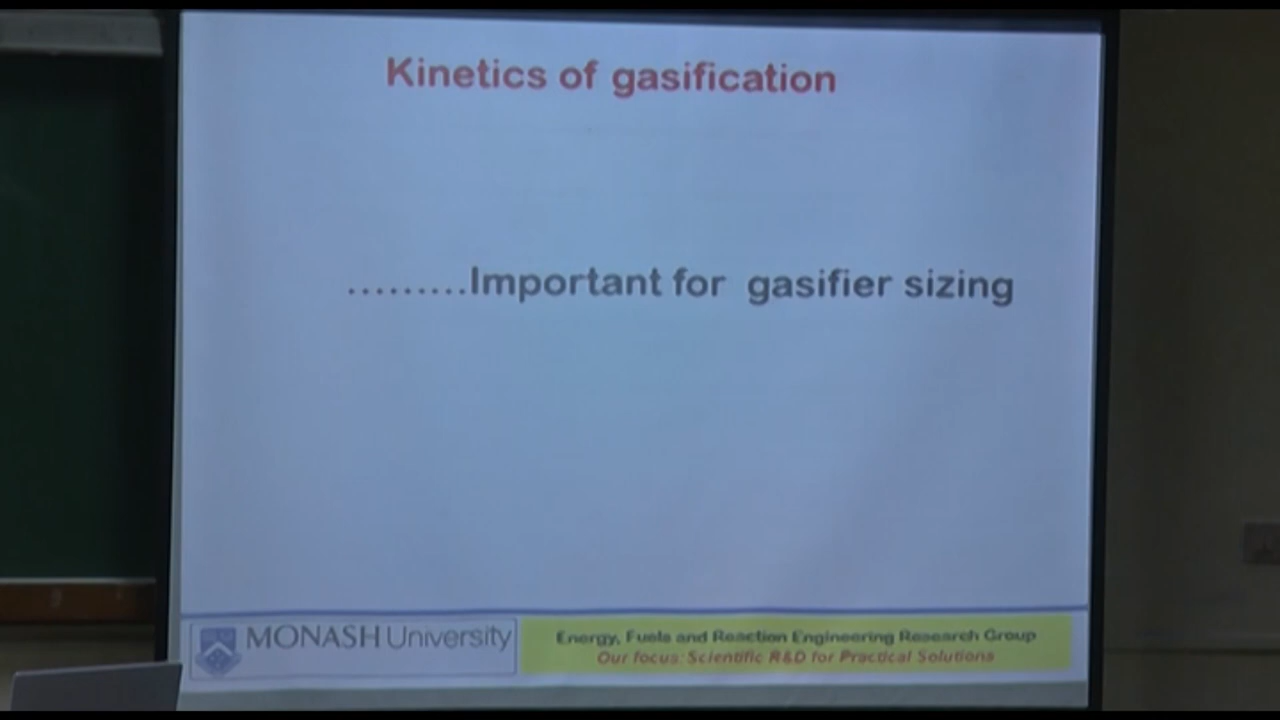 Kinetics of gasification
.........Important for gasifier sizing
MONASH University
Energy, Fuels and Reaction Engineering Research Group
Our focus: Scientific R&D for Practical Solutions